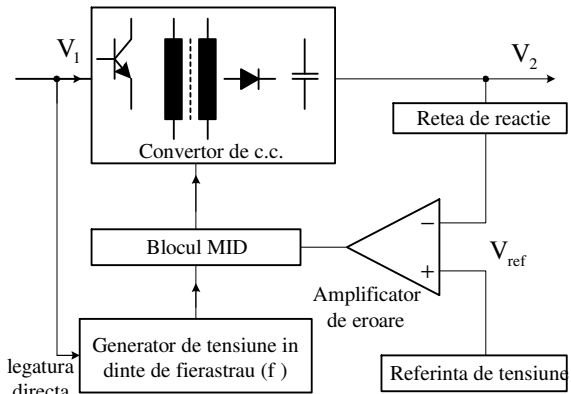 V1
V2
Convertor de c.c.
Retea de reactie
Blocul MID
−
+
Vref
Amplificator
de eroare
Generator de tensiune in
dinte de fierastrau (f )
legatura
directa
Referinta de tensiune